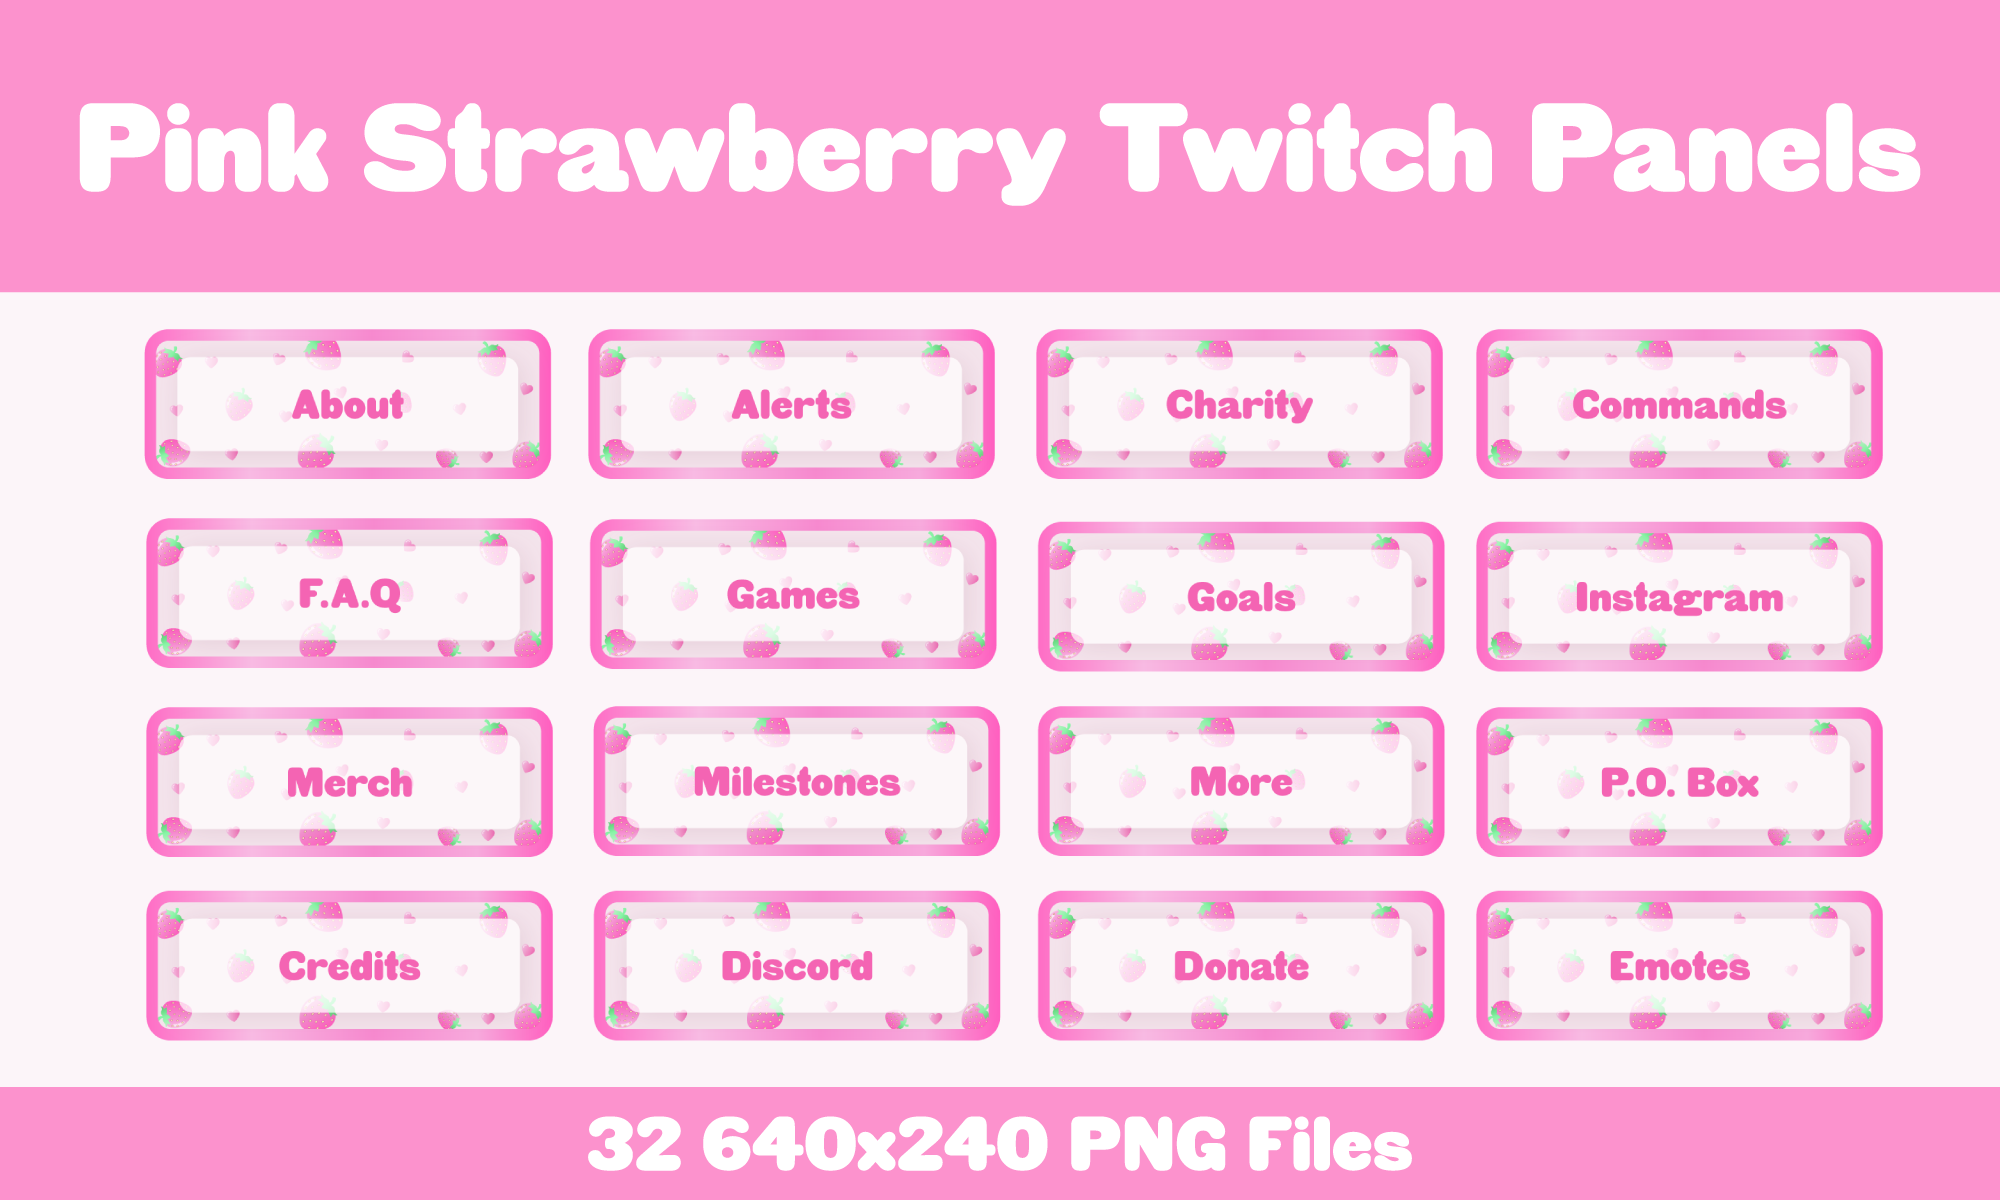 Pink Strawberry Twitch Panels
About
Alerts
Charity
Commands
F.A.Q
Games
Goals
Instagram
Merch
Milestones
More
P.O. Box
Credits
Discord
Donate
Emotes
32 640x240 PNG Files